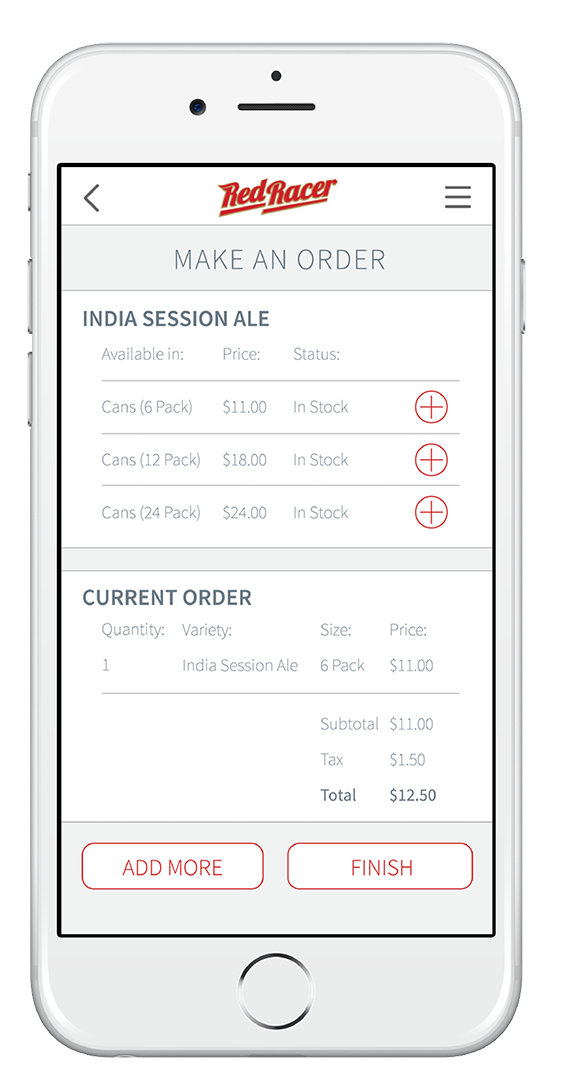 Red Racer
MAKE AN ORDER
INDIA SESSION ALE
Available in: Price: Status:
Cans (6 Pack) $11.00 In Stock
Cans (12 Pack) $18.00 In Stock
Cans (24 Pack) $24.00 In Stock
CURRENT ORDER
Quantity: Variety: Size: Price:
1 India Session Ale 6 Pack $11.00
Subtotal $11.00
Tax $1.50
Total $12.50
ADD MORE FINISH